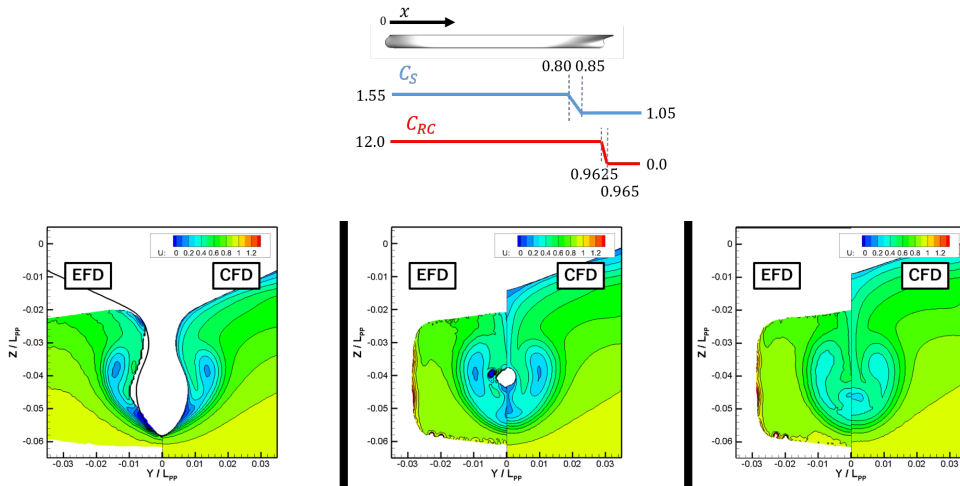 0
x
0.80
0.85
C_S
1.55
1.05
C_RC
12.0
0.0
0.9625
0.965
U: 0 0.2 0.4 0.6 0.8 1 1.2
EFD
CFD
0
-0.01
-0.02
-0.03
-0.04
-0.05
-0.06
Z / L_PP
-0.03 -0.02 -0.01 0 0.01 0.02 0.03
Y / L_PP
U: 0 0.2 0.4 0.6 0.8 1 1.2
EFD
CFD
0
-0.01
-0.02
-0.03
-0.04
-0.05
-0.06
Z / L_PP
-0.03 -0.02 -0.01 0 0.01 0.02 0.03
Y / L_PP
U: 0 0.2 0.4 0.6 0.8 1 1.2
EFD
CFD
0
-0.01
-0.02
-0.03
-0.04
-0.05
-0.06
Z / L_PP
-0.03 -0.02 -0.01 0 0.01 0.02 0.03
Y / L_PP